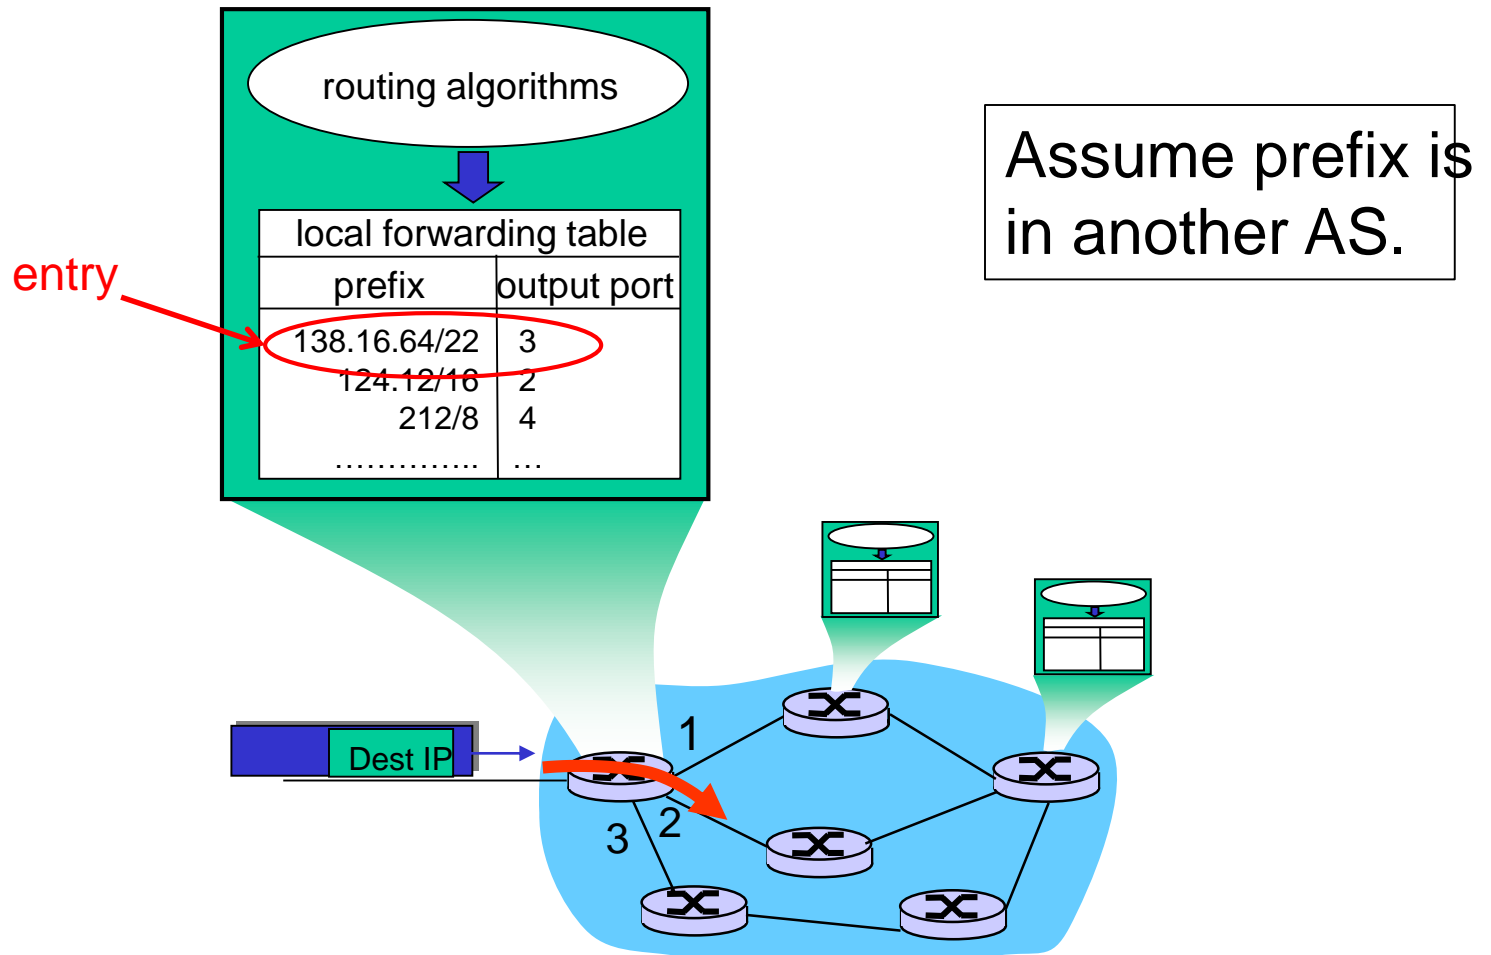 routing algorithms
Assume prefix is
in another AS.
local forwarding table
entry
prefix output port
138.16.64/22 3
124.12/16 2
212/8 4
………….. …
1
Dest IP
2
3